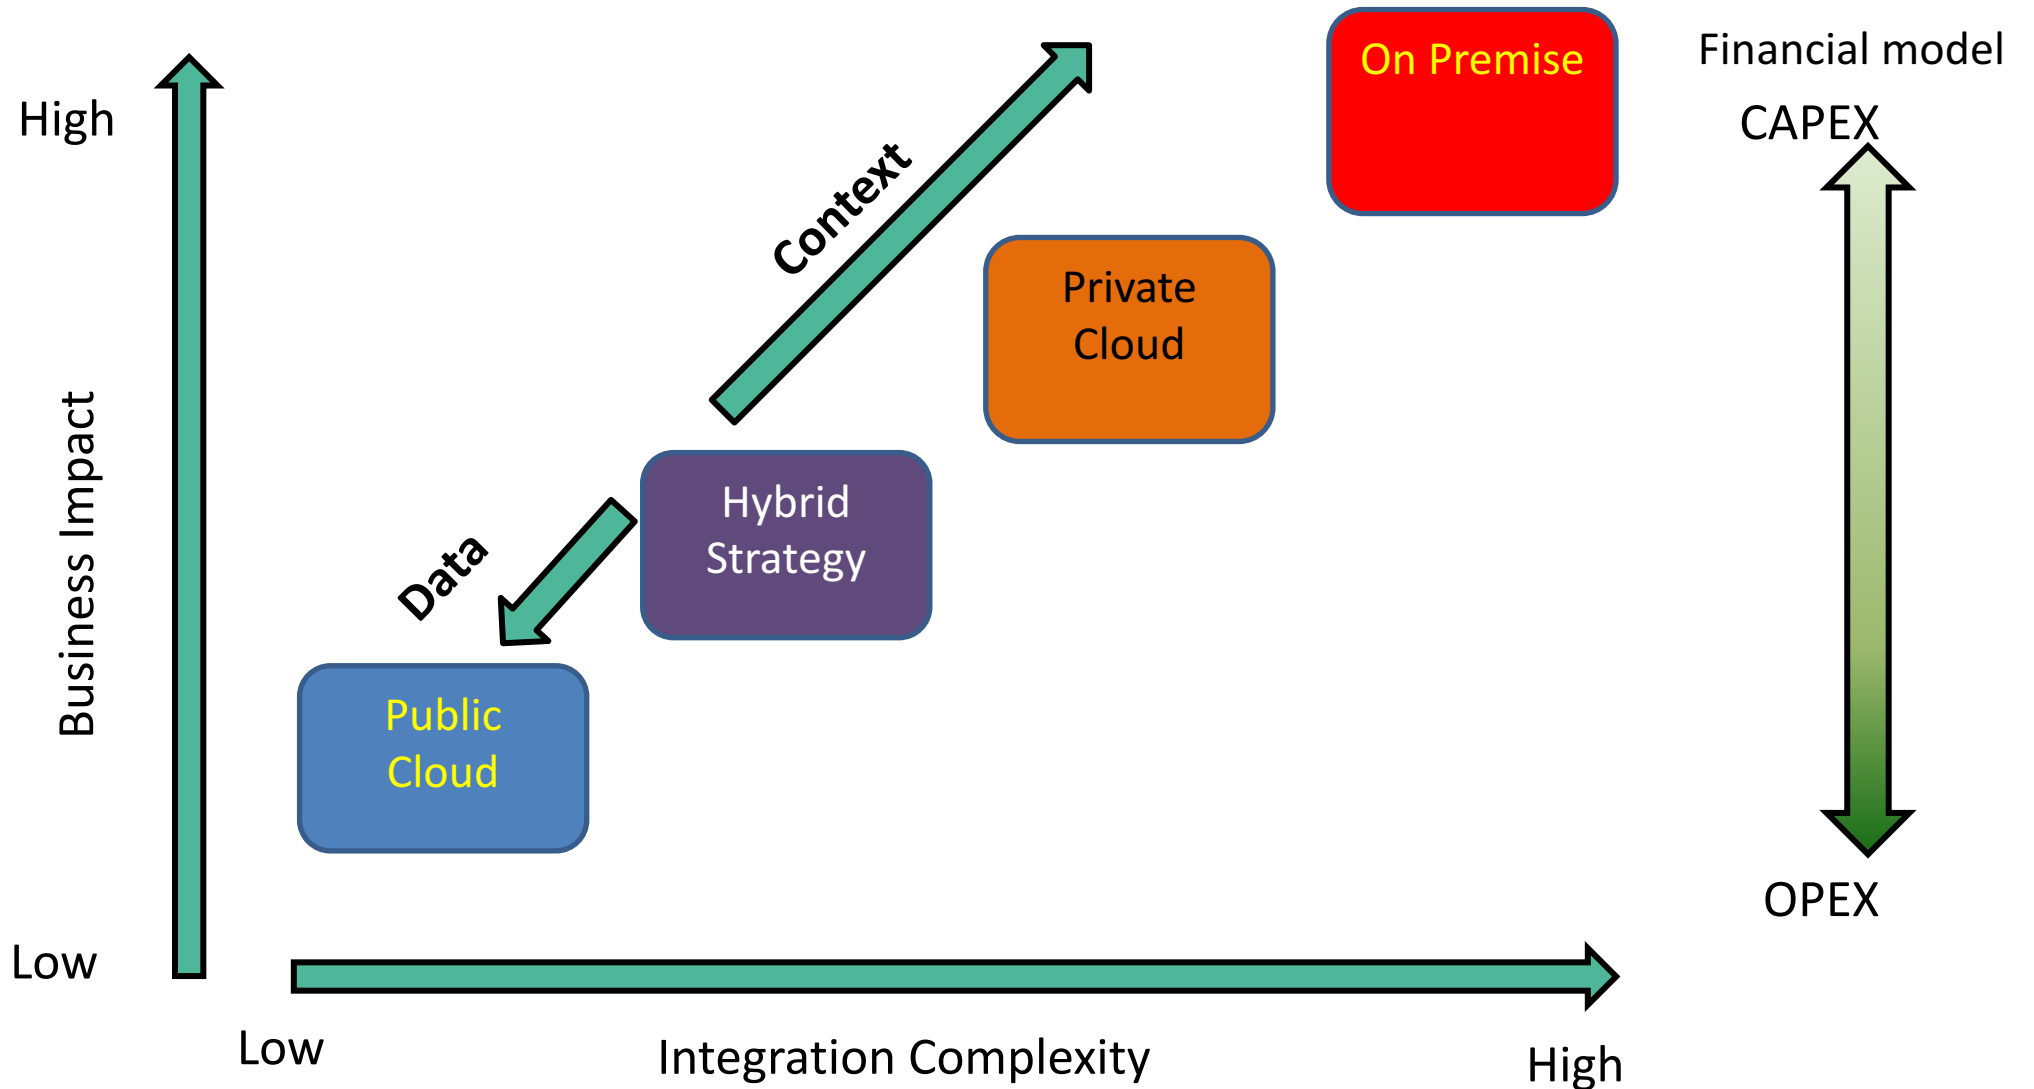 On Premise
Financial model
High
CAPEX
Context
Private
Cloud
Hybrid
Strategy
Data
Business Impact
Public
Cloud
OPEX
Low
Low
Integration Complexity
High